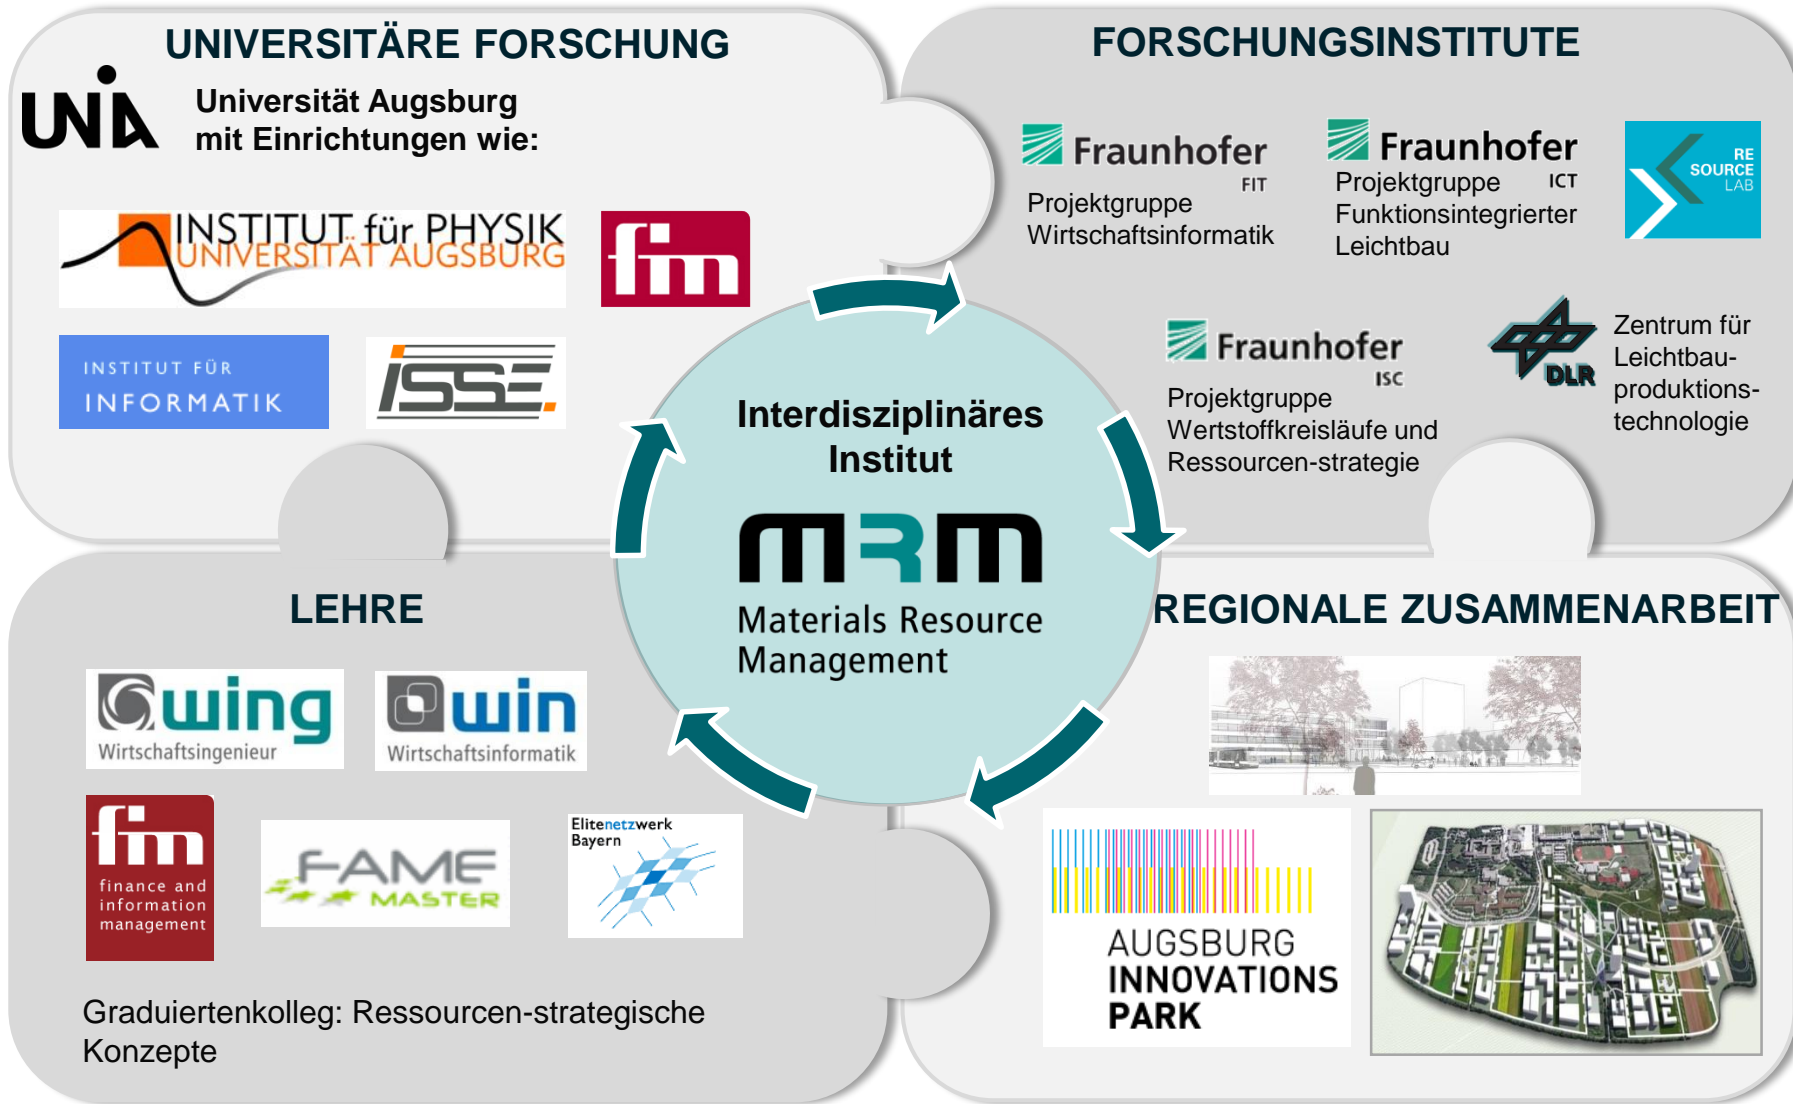 UNIVERSITÄRE FORSCHUNG
UNIA
Universität Augsburg
mit Einrichtungen wie:
INSTITUT für PHYSIK
UNIVERSITÄT AUGSBURG
fim
INSTITUT FÜR
INFORMATIK
ISSE
FORSCHUNGSINSTITUTE
Fraunhofer
FIT
Projektgruppe
Wirtschaftsinformatik
Fraunhofer
ICT
Projektgruppe
Funktionsintegrierter
Leichtbau
RE
SOURCE
LAB
Fraunhofer
ISC
Projektgruppe
Wertstoffkreisläufe und
Ressourcen-strategie
DLR
Zentrum für
Leichtbau-
produktions-
technologie
Interdisziplinäres
Institut
mRm
Materials Resource
Management
LEHRE
wing
Wirtschaftsingenieur
win
Wirtschaftsinformatik
fim
finance and
information
management
FAME
MASTER
Elitenetzwerk
Bayern
Graduiertenkolleg: Ressourcen-strategische
Konzepte
REGIONALE ZUSAMMENARBEIT
AUGSBURG
INNOVATIONS
PARK